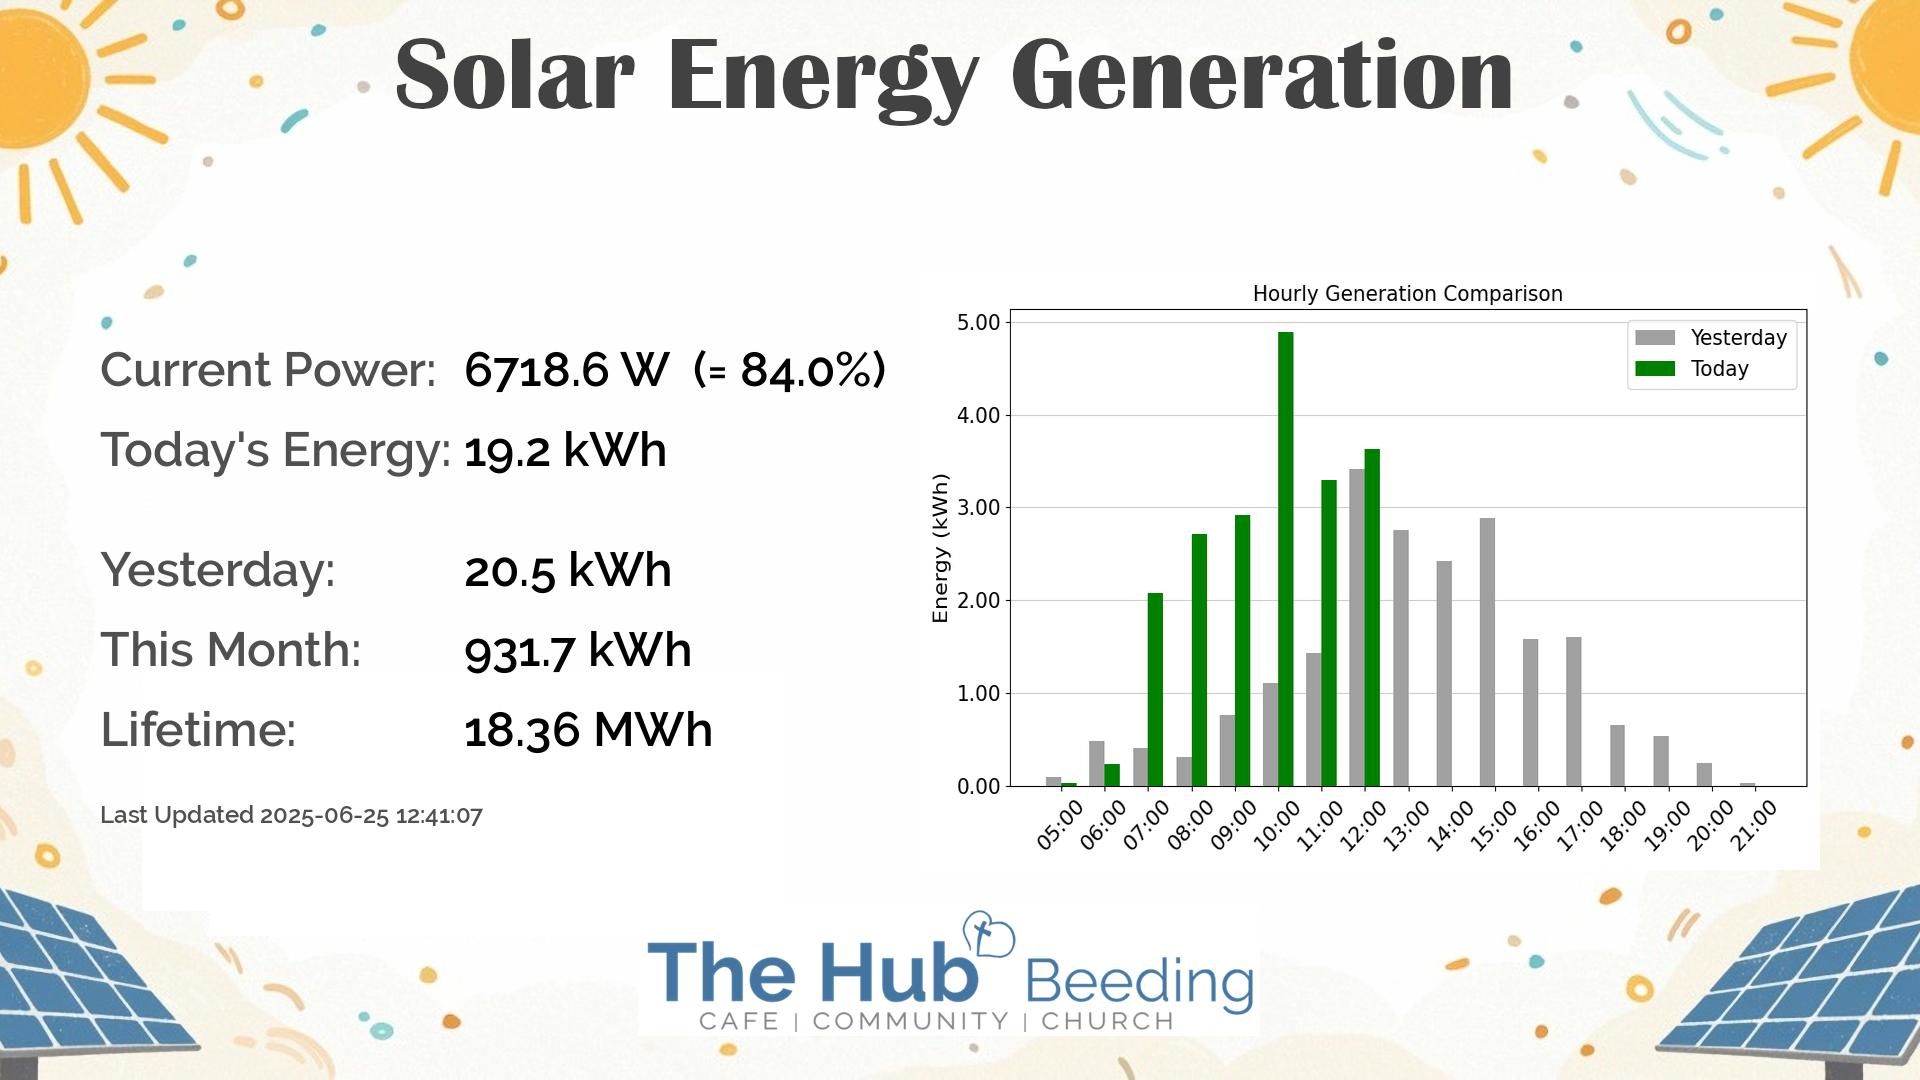 Solar Energy Generation
Current Power: 6718.6 W (= 84.0%)
Today's Energy: 19.2 kWh
Yesterday: 20.5 kWh
This Month: 931.7 kWh
Lifetime: 18.36 MWh
Last Updated 2025-06-25 12:41:07
Hourly Generation Comparison
Yesterday
Today
Energy (kWh)
5.00
4.00
3.00
2.00
1.00
0.00
05:00 06:00 07:00 08:00 09:00 10:00 11:00 12:00 13:00 14:00 15:00 16:00 17:00 18:00 19:00 20:00 21:00
The Hub Beeding
CAFE | COMMUNITY | CHURCH